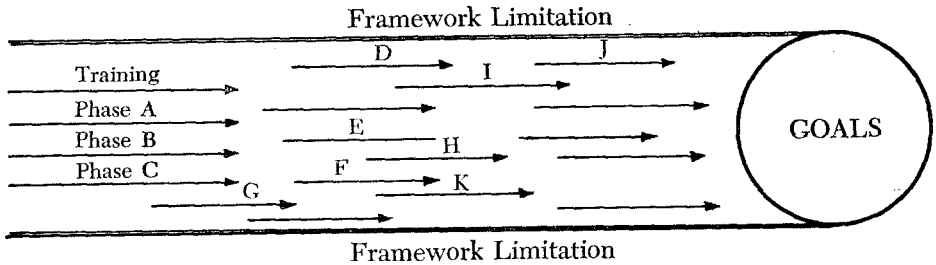 Framework Limitation
D
J
I
Training
Phase A
Phase B
Phase C
E
H
F
K
G
GOALS
Framework Limitation